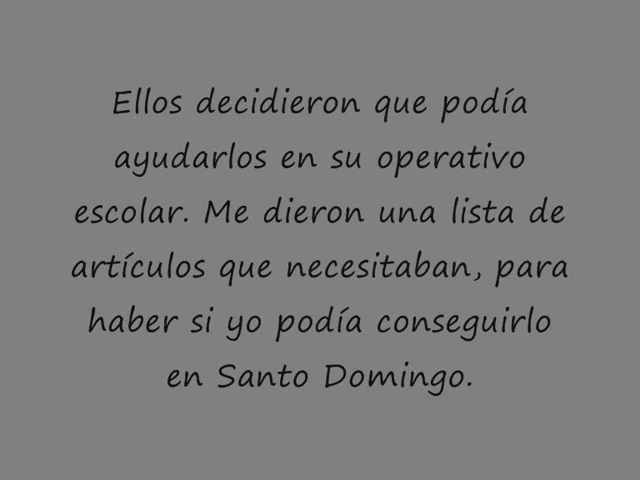 Ellos decidieron que podía
ayudarlos en su operativo
escolar. Me dieron una lista de
artículos que necesitaban, para
haber si yo podía conseguirlo
en Santo Domingo.